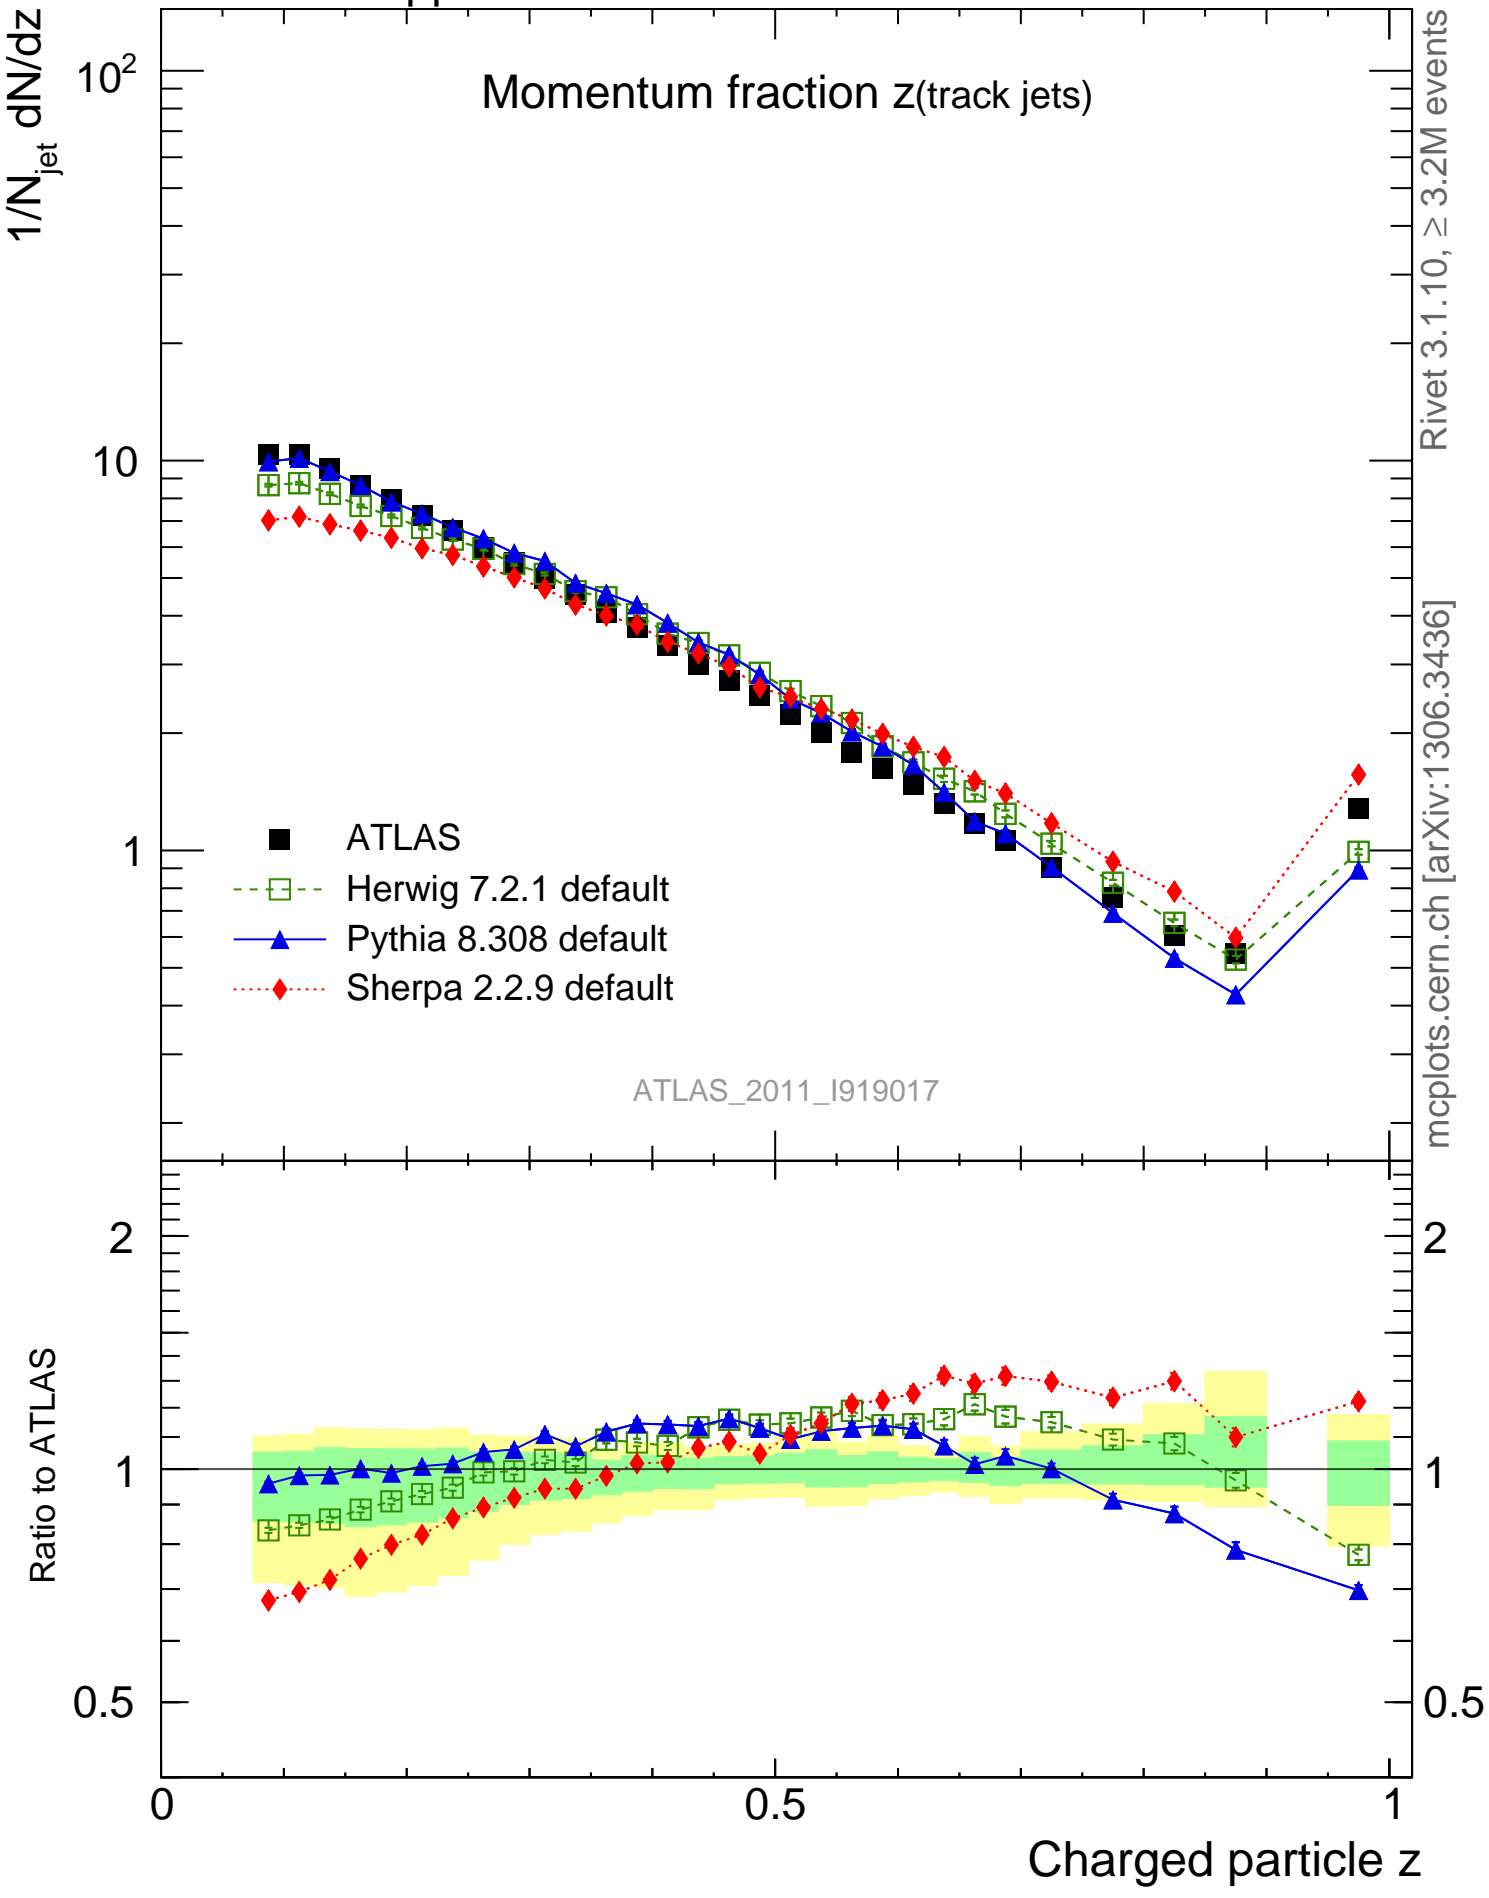 1/Njet dN/dz
Momentum fraction z(track jets)
10²
10
1
ATLAS
Herwig 7.2.1 default
Pythia 8.308 default
Sherpa 2.2.9 default
ATLAS_2011_I919017
Rivet 3.1.10, ≥ 3.2M events
mcplots.cern.ch [arXiv:1306.3436]
Ratio to ATLAS
2
1
0.5
2
1
0.5
0
0.5
1
Charged particle z